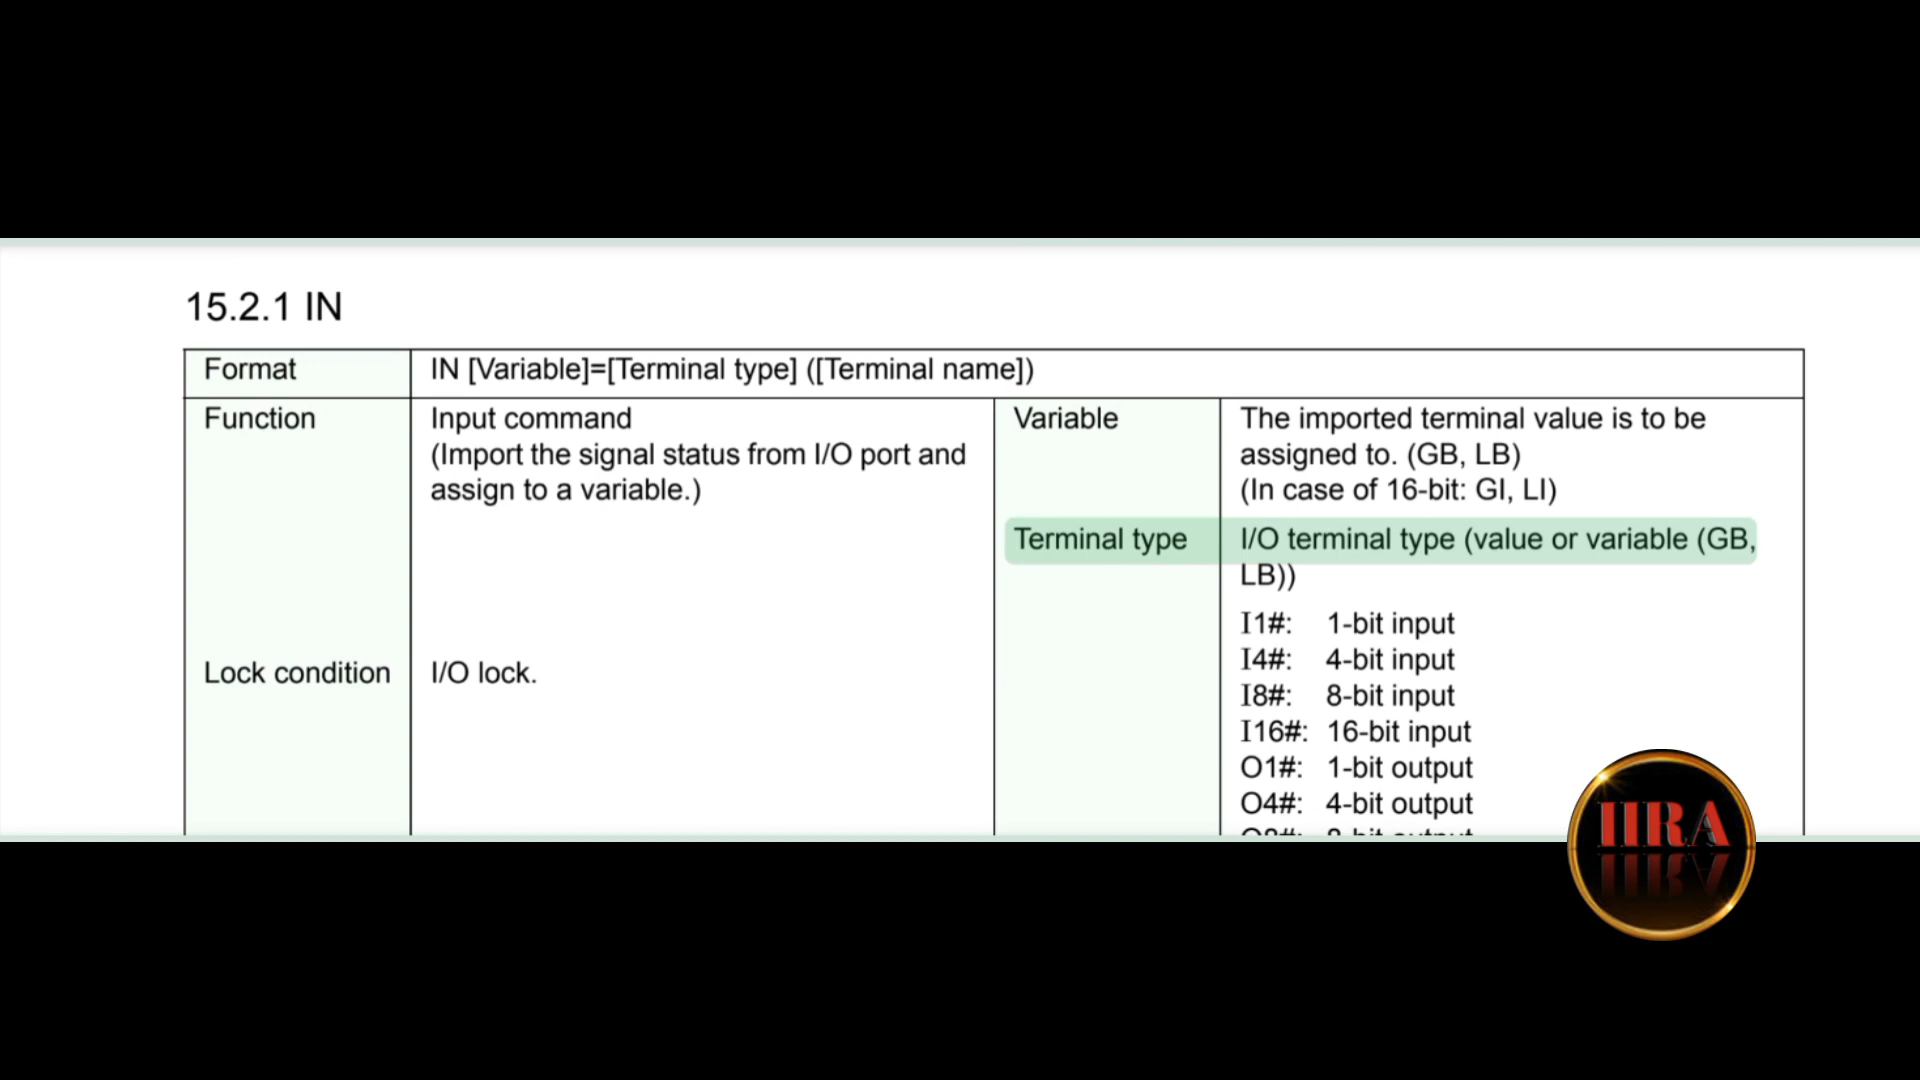 15.2.1 IN
Format IN [Variable]=[Terminal type] ([Terminal name])
Function Input command Variable The imported terminal value is to be
(Import the signal status from I/O port and assigned to. (GB, LB)
assign to a variable.) (In case of 16-bit: GI, LI)
Terminal type I/O terminal type (value or variable (GB,
LB))
I1#: 1-bit input
I4#: 4-bit input
Lock condition I/O lock.
I8#: 8-bit input
I16#: 16-bit input
O1#: 1-bit output
O4#: 4-bit output
IIRA